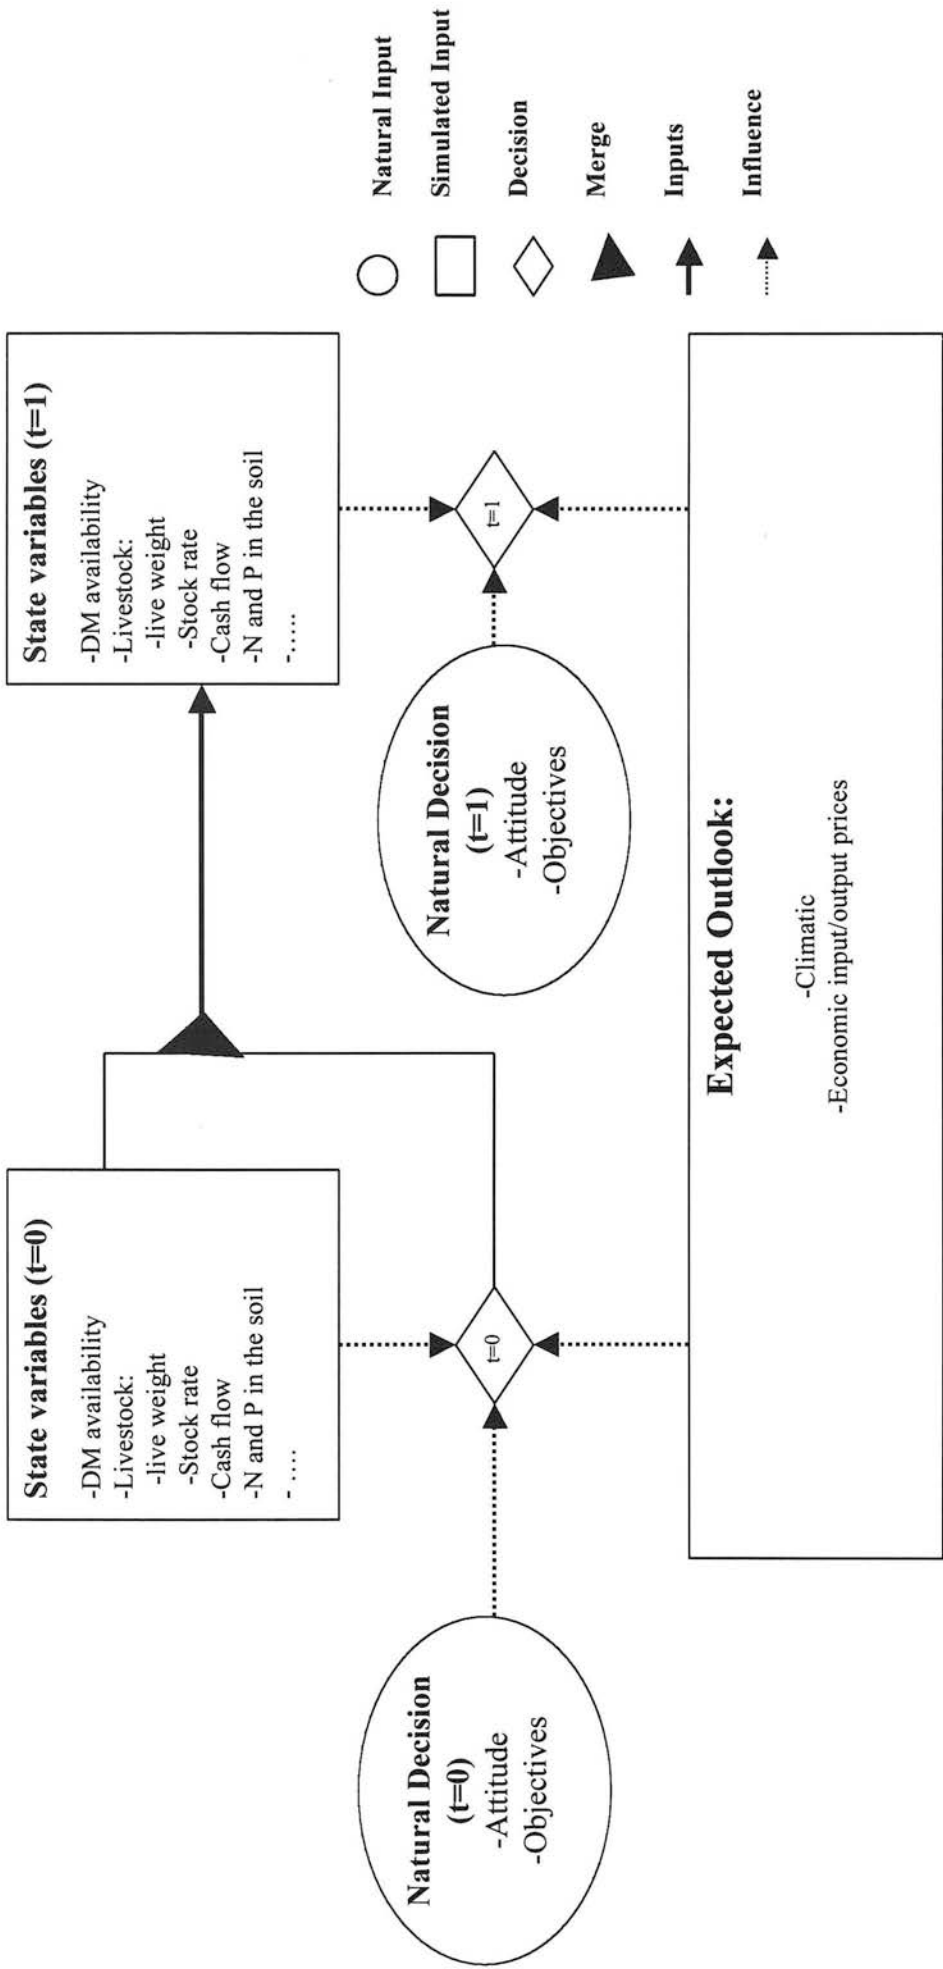 State variables (t=0)
-DM availability
-Livestock:
-live weight
-Stock rate
-Cash flow
-N and P in the soil
-….
State variables (t=1)
-DM availability
-Livestock:
-live weight
-Stock rate
-Cash flow
-N and P in the soil
-…..
Natural Decision
(t=0)
-Attitude
-Objectives
t=0
Natural Decision
(t=1)
-Attitude
-Objectives
t=1
Expected Outlook:
-Climatic
-Economic input/output prices
Natural Input
Simulated Input
Decision
Merge
Inputs
Influence